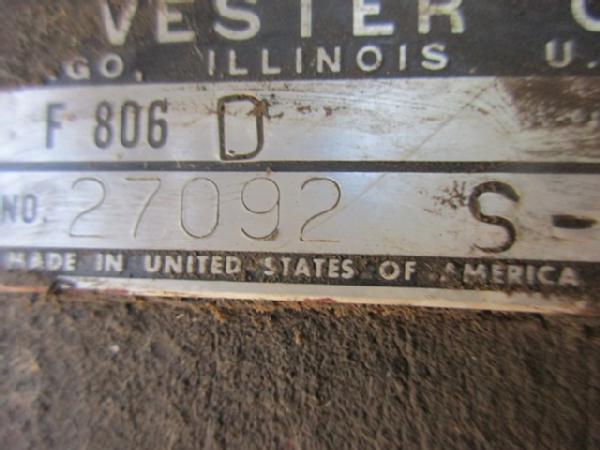 VESTER C
GO, ILLINOIS U.
F 806 D
NO. 27092 S-
MADE IN UNITED STATES OF AMERICA